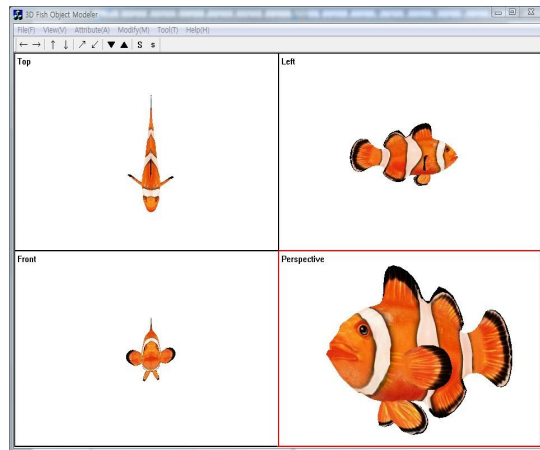 3D Fish Object Modeler
File(F) View(V) Attribute(A) Modify(M) Tool(T) Help(H)
← → ↑ ↓ ↗ ↙ ▼ ▲ S s
Top
Left
Front
Perspective